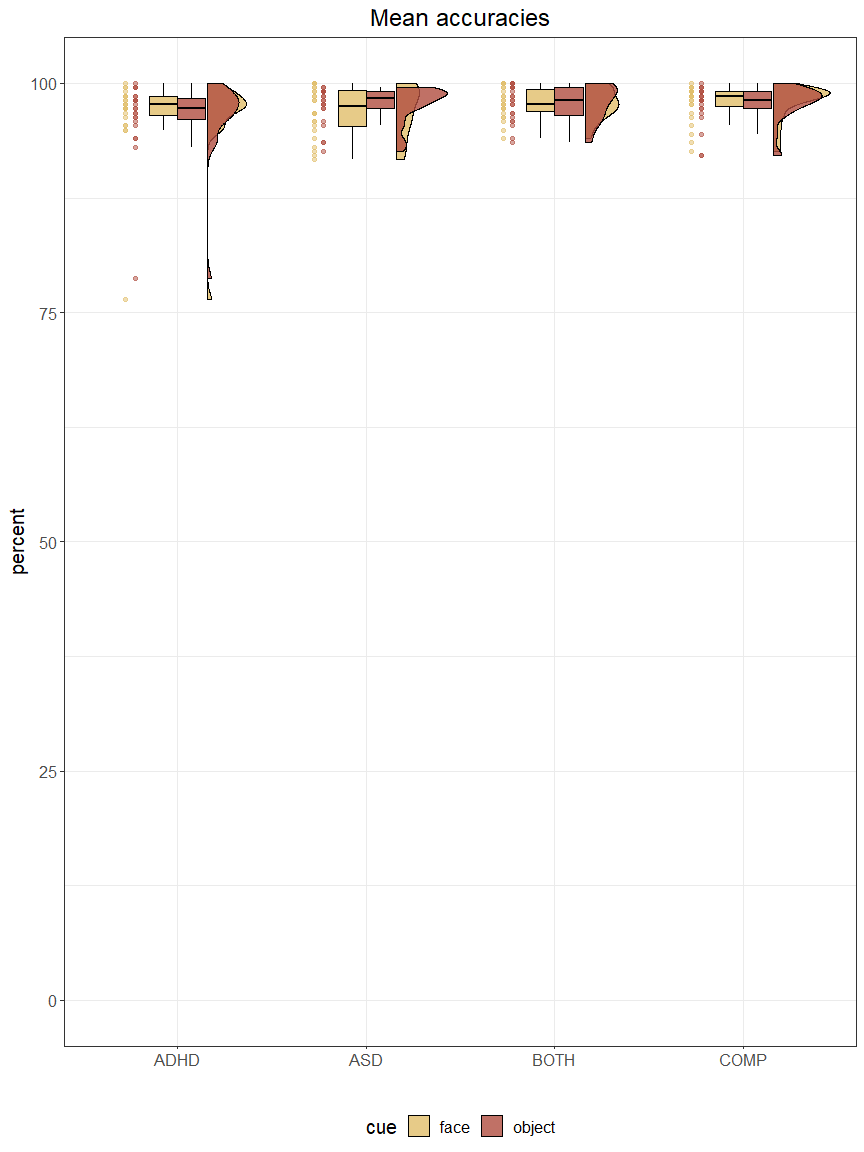 Mean accuracies
percent
100
75
50
25
0
ADHD ASD BOTH COMP
cue face object